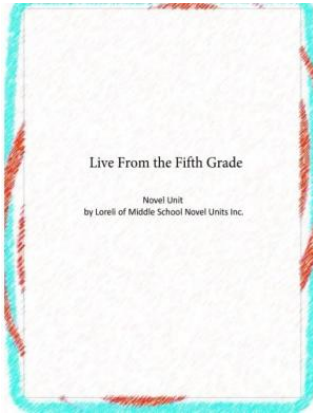 Live From the Fifth Grade
Novel Unit
by Loreli of Middle School Novel Units Inc.